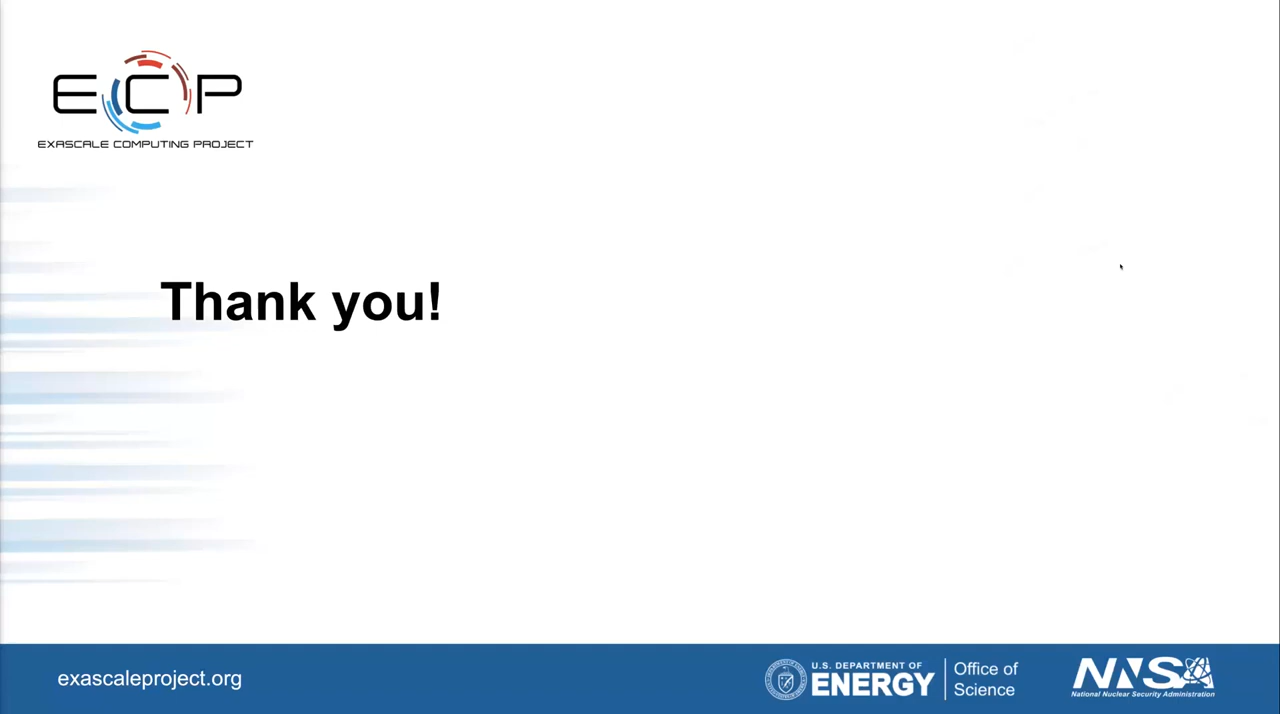 ECP
EXASCALE COMPUTING PROJECT
Thank you!
exascaleproject.org
U.S. DEPARTMENT OF
ENERGY
Office of
Science
NNSA
National Nuclear Security Administration